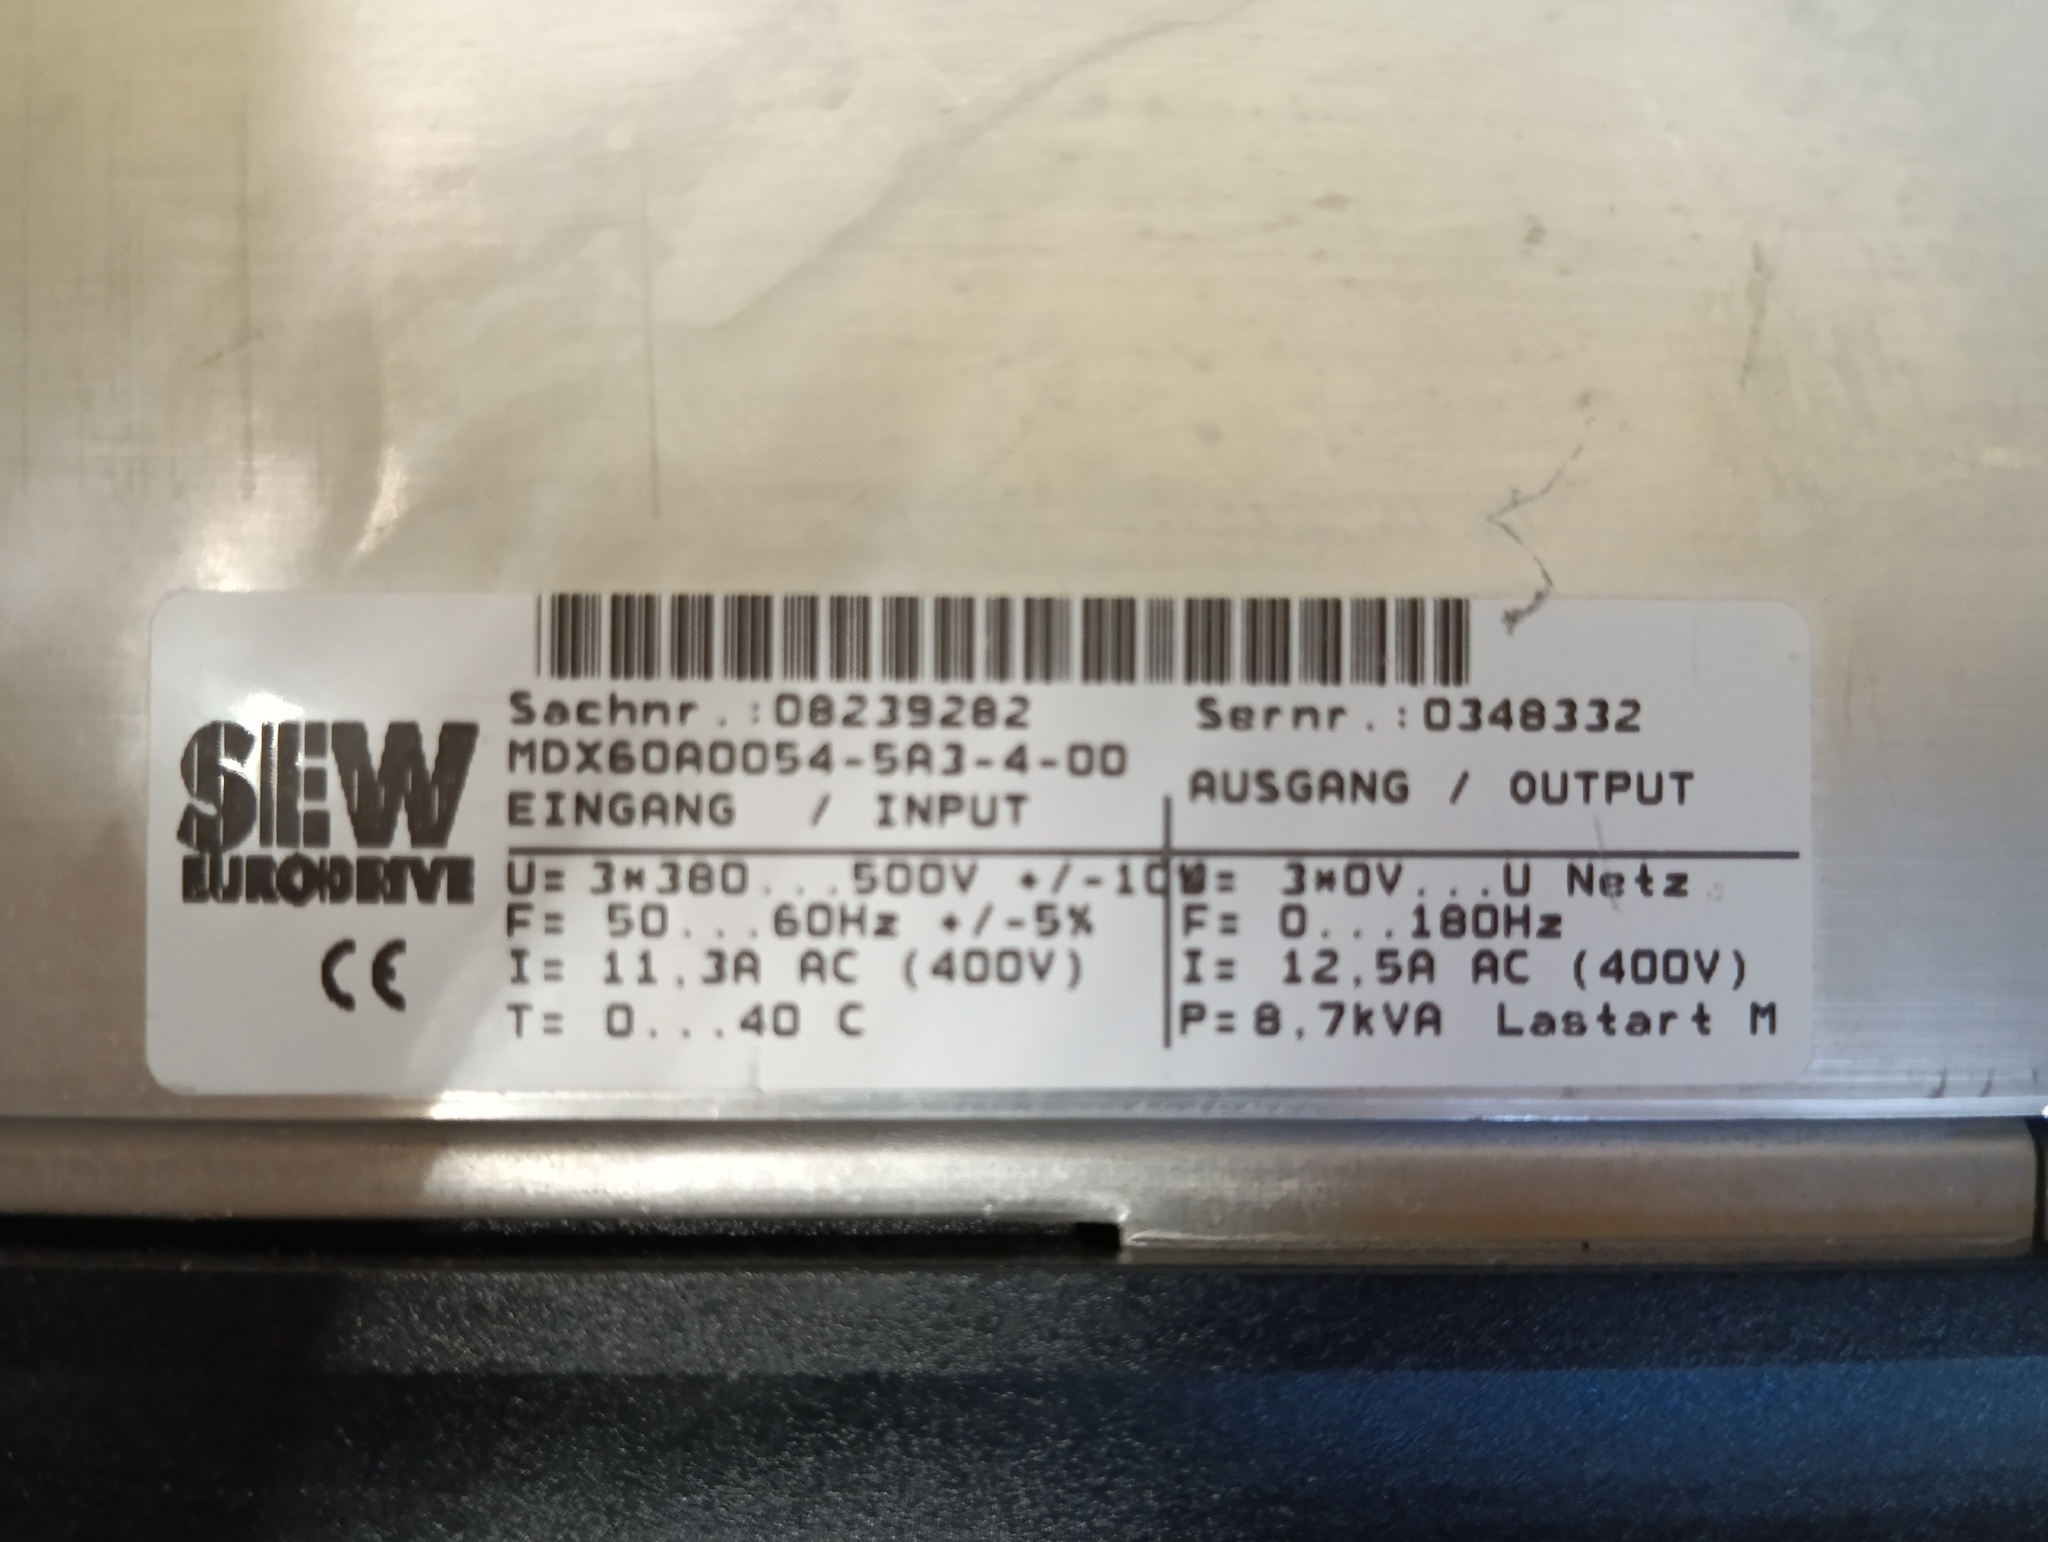 Sachnr.:08239282
Sernr.:0348332
MDX60A0054-5A3-4-00
EINGANG / INPUT
AUSGANG / OUTPUT
SEW
EURODRIVE
CE
U= 3*380...500V +/-10
F= 50...60Hz +/-5%
I= 11,3A AC (400V)
T= 0...40 C
U= 3*0V...U Netz
F= 0...180Hz
I= 12,5A AC (400V)
P=8,7kVA Lastart M